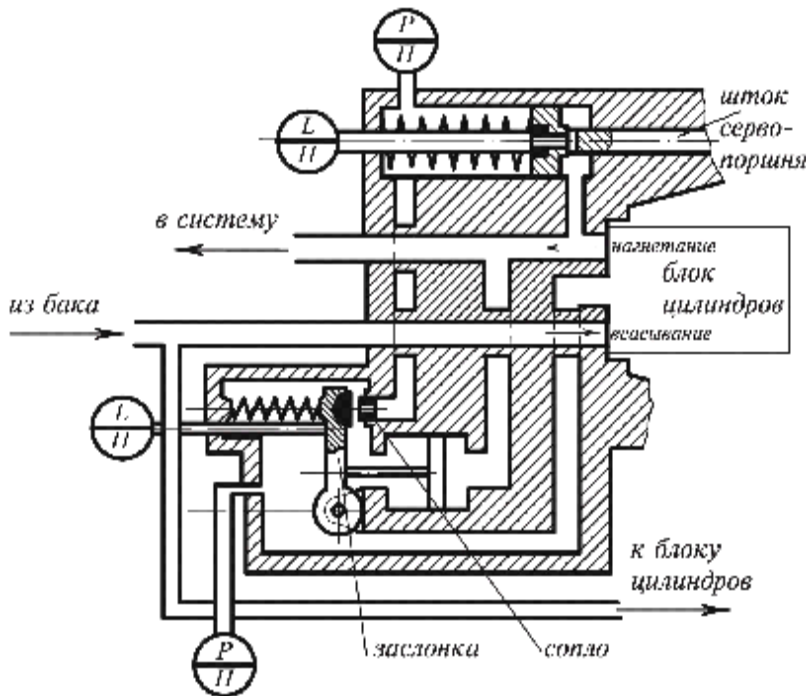 P
П
шток
серво-
поршня
L
П
в систему
нагнетание
блок
цилиндров
из бака
всасывание
L
П
к блоку
цилиндров
P
П
заслонка
сопло